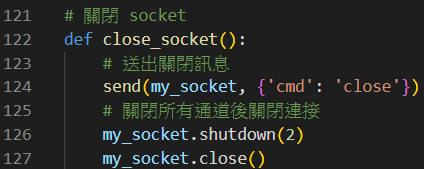 121 # 關閉 socket
122 def close_socket():
123     # 送出關閉訊息
124     send(my_socket, {'cmd': 'close'})
125     # 關閉所有通道後關閉連接
126     my_socket.shutdown(2)
127     my_socket.close()